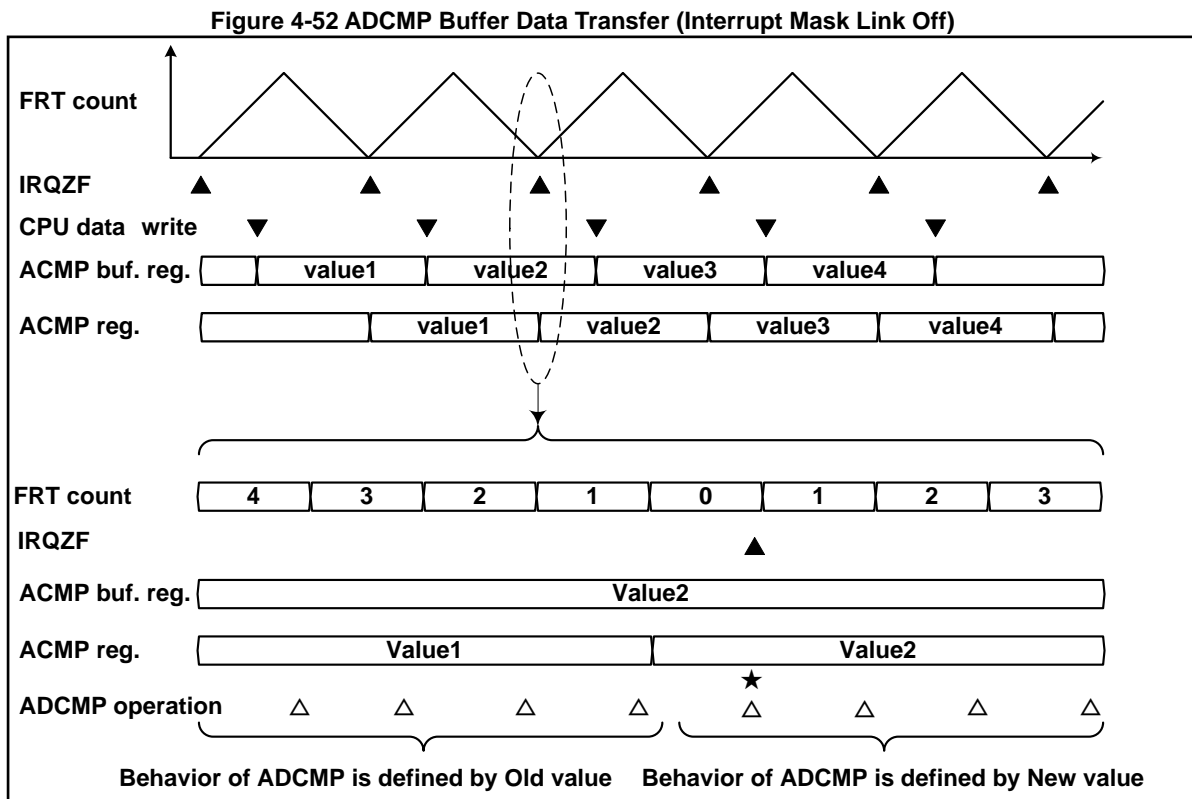 Figure 4-52 ADCMP Buffer Data Transfer (Interrupt Mask Link Off)
FRT count
IRQZF
CPU data write
ACMP buf. reg. value1 value2 value3 value4
ACMP reg. value1 value2 value3 value4
FRT count 4 3 2 1 0 1 2 3
IRQZF
ACMP buf. reg. Value2
ACMP reg. Value1 Value2
ADCMP operation
Behavior of ADCMP is defined by Old value Behavior of ADCMP is defined by New value